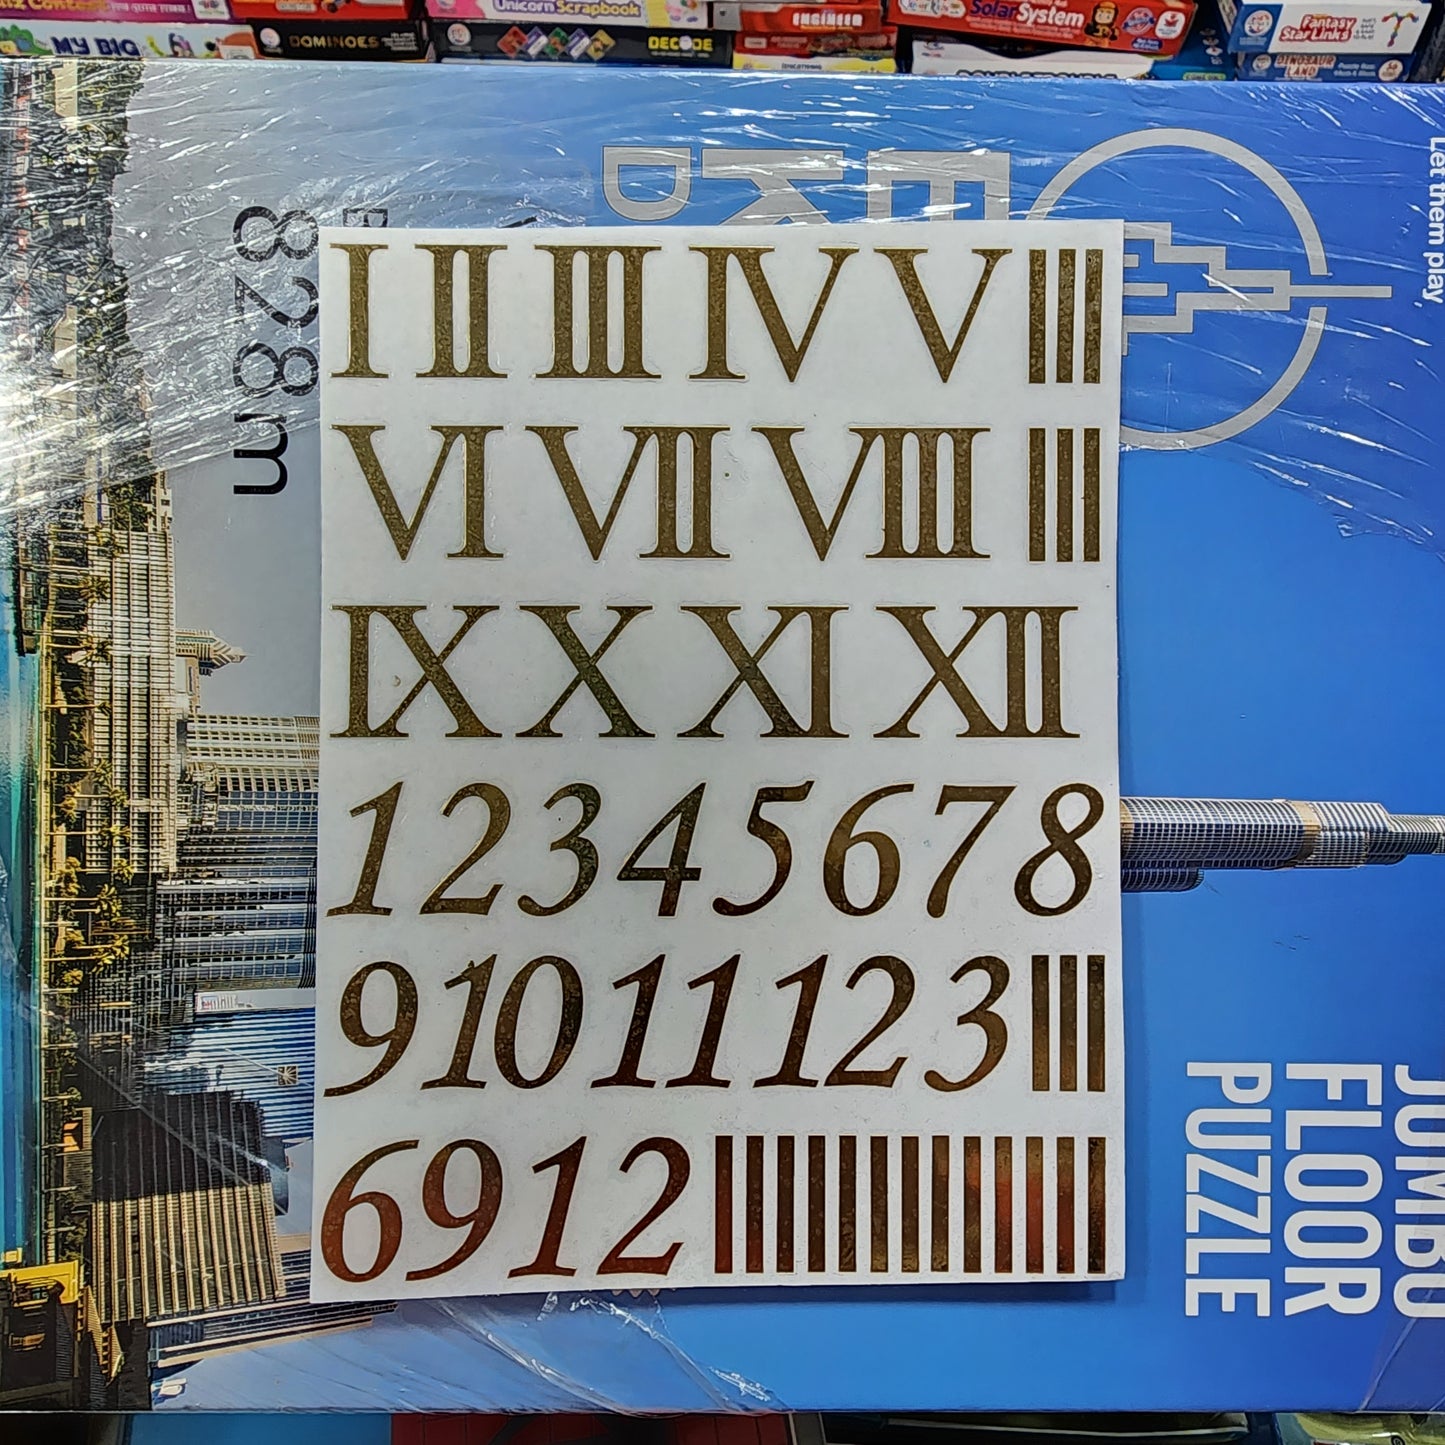 Unicorn Scrapbook
ENGINEER
Solar System
Fantasy
Star Links
MY BIG
DOMINOES
DECODE
DINOSAUR
LAND
Let them play,
828m
I II III IV V
VI VII VIII
IX X XI XII
1 2 3 4 5 6 7 8
9 10 11 12 3
6 9 12
JUMBO
FLOOR
PUZZLE